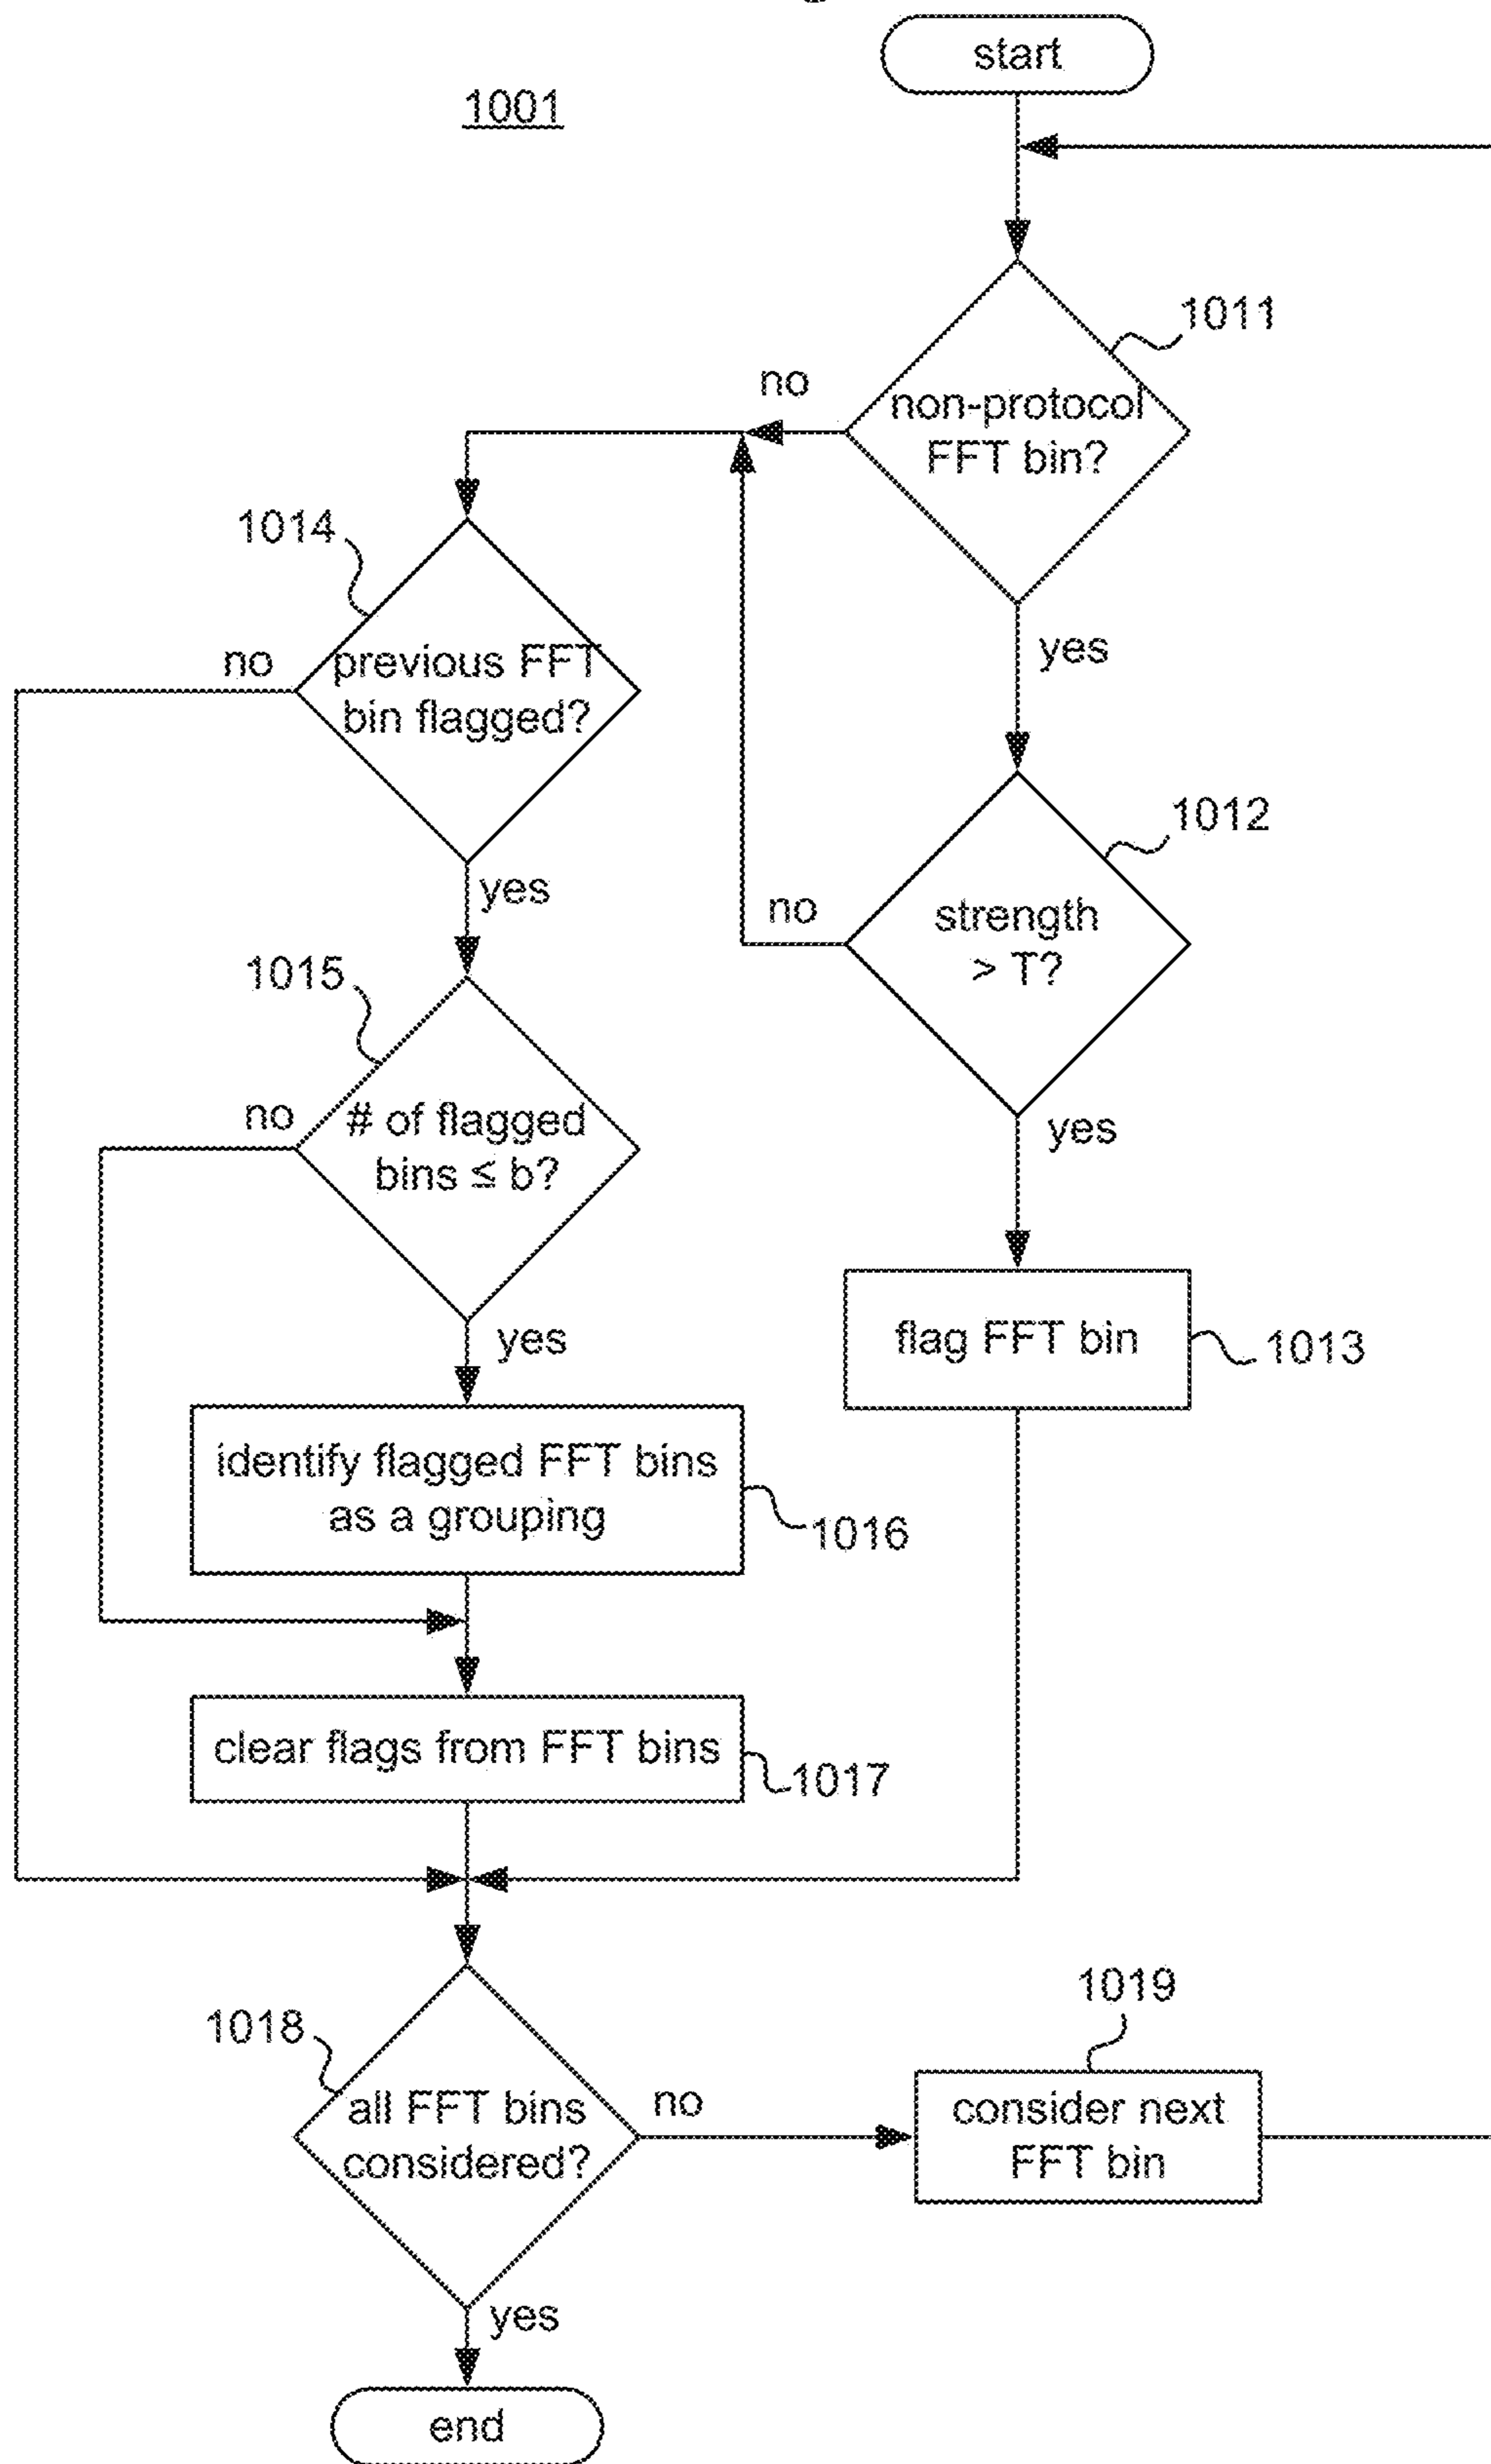 start
1001
1011
no
non-protocol
FFT bin?
1014
yes
no
previous FFT
bin flagged?
1012
yes
no
strength
> T?
1015
no
# of flagged
bins ≤ b?
yes
yes
flag FFT bin
1013
identify flagged FFT bins
as a grouping
1016
clear flags from FFT bins
1017
1019
1018
all FFT bins
considered?
no
consider next
FFT bin
yes
end